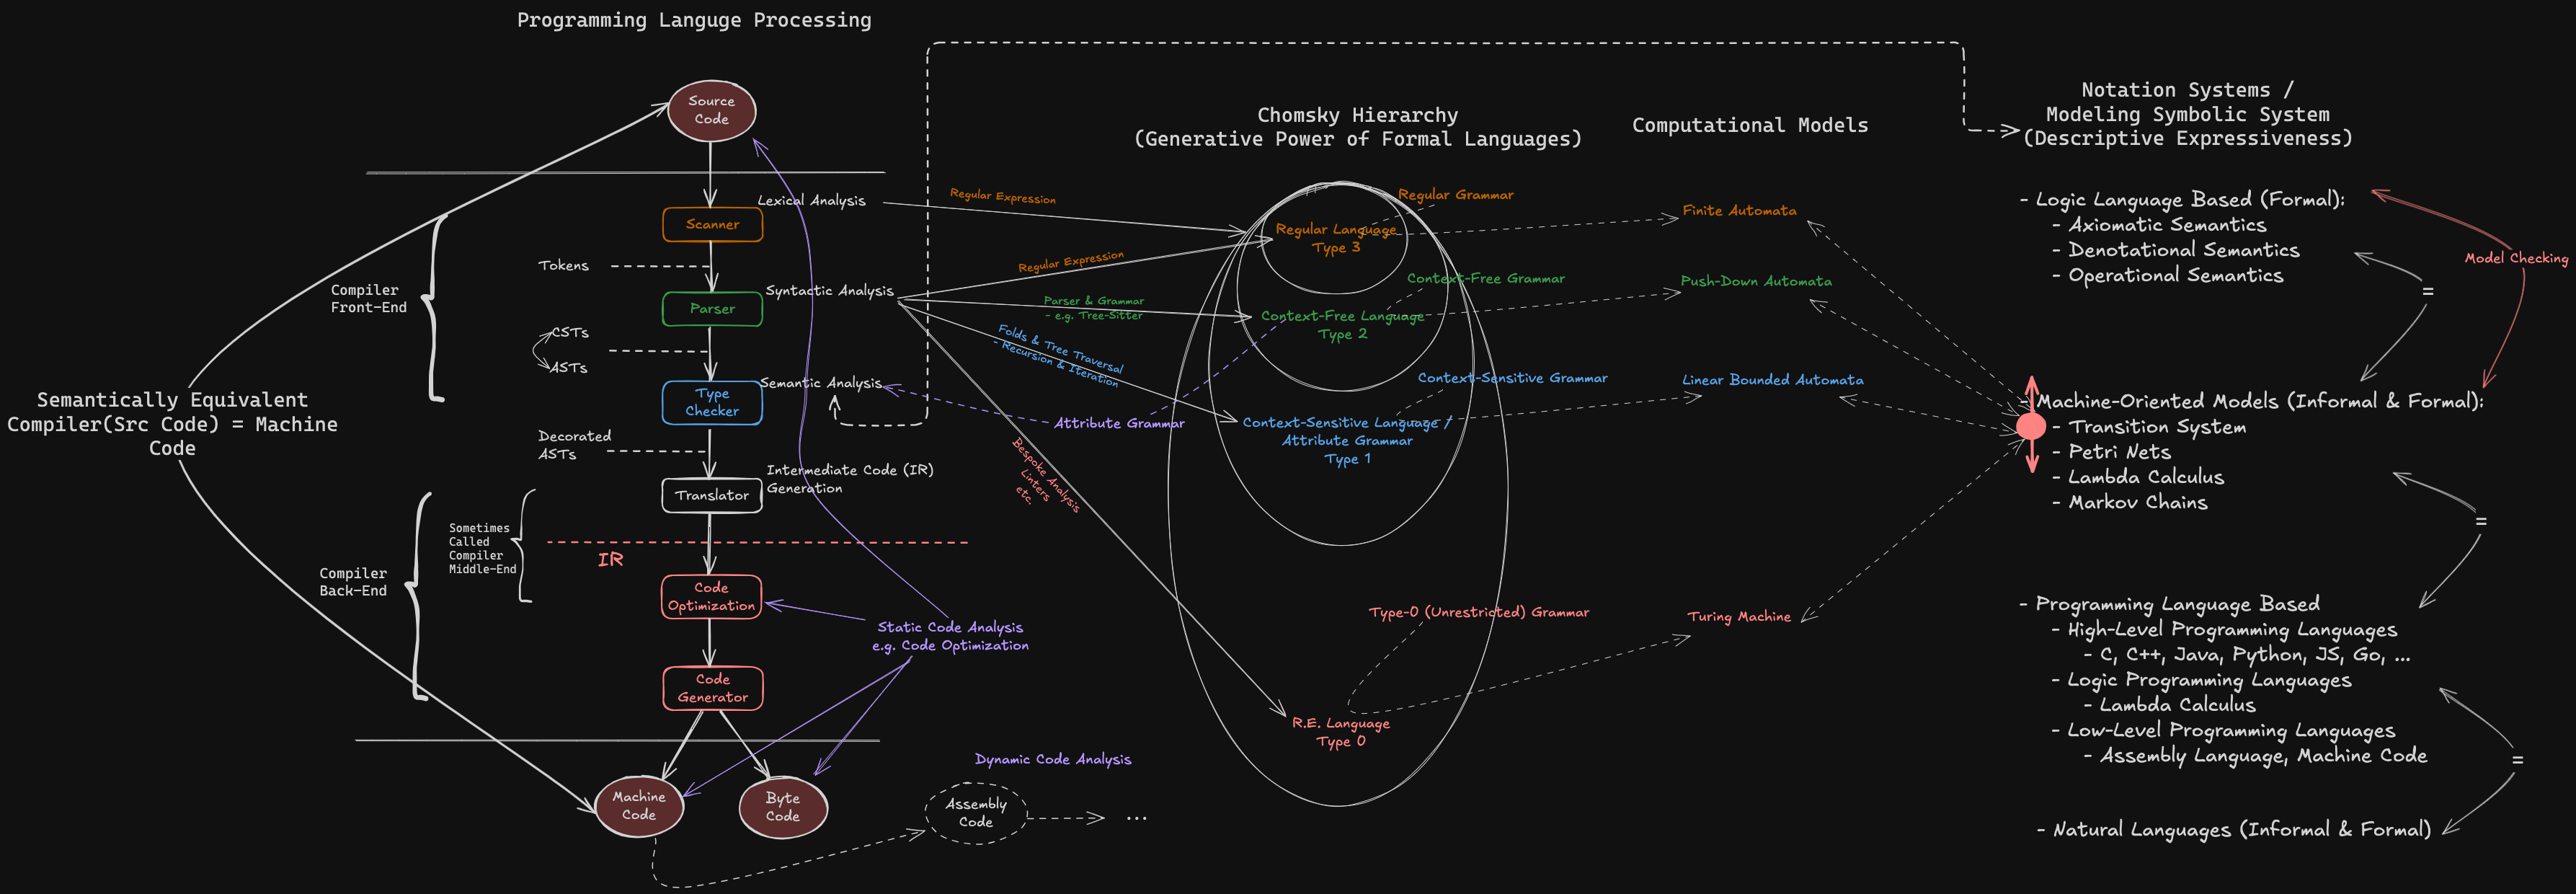 Programming Languge Processing
Source
Code
Lexical Analysis
Scanner
Tokens
Compiler
Front-End
Syntactic Analysis
Parser
CSTs
ASTs
Semantic Analysis
Type
Checker
Semantically Equivalent
Compiler(Src Code) = Machine
Code
Decorated
ASTs
Intermediate Code (IR)
Generation
Translator
Sometimes
Called
Compiler
Middle-End
IR
Compiler
Back-End
Code
Optimization
Static Code Analysis
e.g. Code Optimization
Code
Generator
Machine
Code
Byte
Code
Dynamic Code Analysis
Assembly
Code
...
Regular Expression
Regular Expression
Parser & Grammar
- e.g. Tree-Sitter
Folds & Tree Traversal
- Recursion & Iteration
Attribute Grammar
Bespoke Analysis
Linters
etc.
Chomsky Hierarchy
(Generative Power of Formal Languages)
Regular Grammar
Regular Language
Type 3
Context-Free Grammar
Context-Free Language
Type 2
Context-Sensitive Grammar
Context-Sensitive Language /
Attribute Grammar
Type 1
Type-0 (Unrestricted) Grammar
R.E. Language
Type 0
Computational Models
Finite Automata
Push-Down Automata
Linear Bounded Automata
Turing Machine
Notation Systems /
Modeling Symbolic System
(Descriptive Expressiveness)
- Logic Language Based (Formal):
- Axiomatic Semantics
- Denotational Semantics
- Operational Semantics
Model Checking
=
- Machine-Oriented Models (Informal & Formal):
- Transition System
- Petri Nets
- Lambda Calculus
- Markov Chains
=
- Programming Language Based
- High-Level Programming Languages
- C, C++, Java, Python, JS, Go, ...
- Logic Programming Languages
- Lambda Calculus
- Low-Level Programming Languages
- Assembly Language, Machine Code
=
- Natural Languages (Informal & Formal)